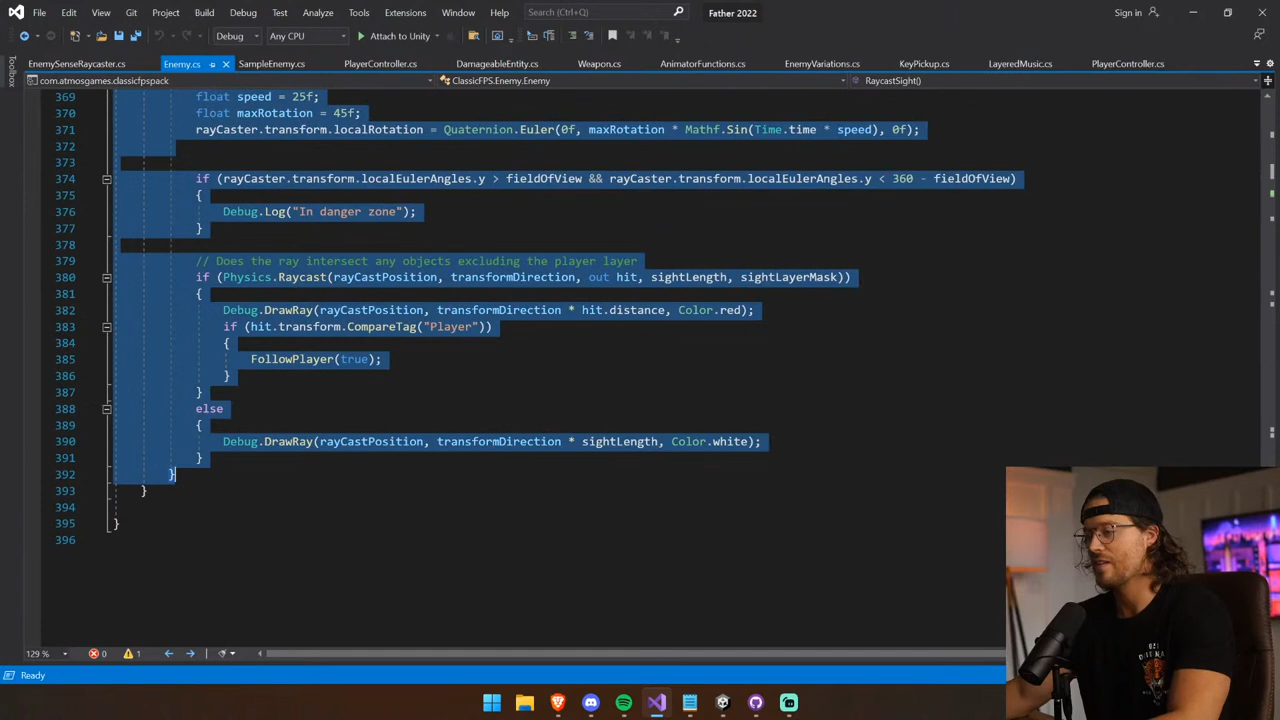 File Edit View Git Project Build Debug Test Analyze Tools Extensions Window Help Search (Ctrl+Q) Father 2022 Sign in
Debug Any CPU Attach to Unity
EnemySenseRaycaster.cs Enemy.cs SampleEnemy.cs PlayerController.cs DamageableEntity.cs Weapon.cs AnimatorFunctions.cs EnemyVariations.cs KeyPickup.cs LayeredMusic.cs PlayerController.cs
Toolbox
com.atmosgames.classicfpspack ClassicFPS.Enemy.Enemy RaycastSight()
369 float speed = 25f;
370 float maxRotation = 45f;
371 rayCaster.transform.localRotation = Quaternion.Euler(0f, maxRotation * Mathf.Sin(Time.time * speed), 0f);
372
373
374 if (rayCaster.transform.localEulerAngles.y > fieldOfView && rayCaster.transform.localEulerAngles.y < 360 - fieldOfView)
375 {
376 Debug.Log("In danger zone");
377 }
378
379 // Does the ray intersect any objects excluding the player layer
380 if (Physics.Raycast(rayCastPosition, transformDirection, out hit, sightLength, sightLayerMask))
381 {
382 Debug.DrawRay(rayCastPosition, transformDirection * hit.distance, Color.red);
383 if (hit.transform.CompareTag("Player"))
384 {
385 FollowPlayer(true);
386 }
387 }
388 else
389 {
390 Debug.DrawRay(rayCastPosition, transformDirection * sightLength, Color.white);
391 }
392 }
393 }
394
395 }
396
129 % 0 1
Ready